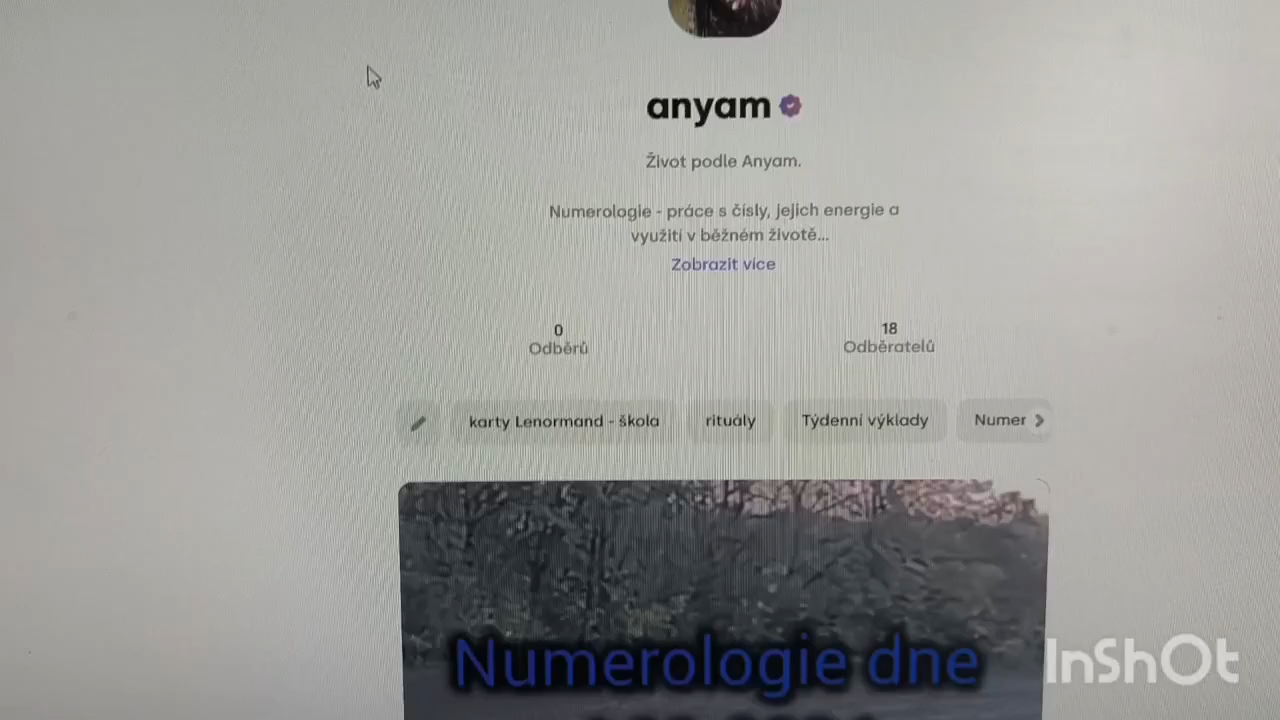 anyam
Život podle Anyam.
Numerologie - práce s čísly, jejich energie a
využití v běžném životě...
Zobrazit více
0
Odběrů
18
Odběratelů
karty Lenormand - škola
rituály
Týdenní výklady
Numer
Numerologie dne
InShOt